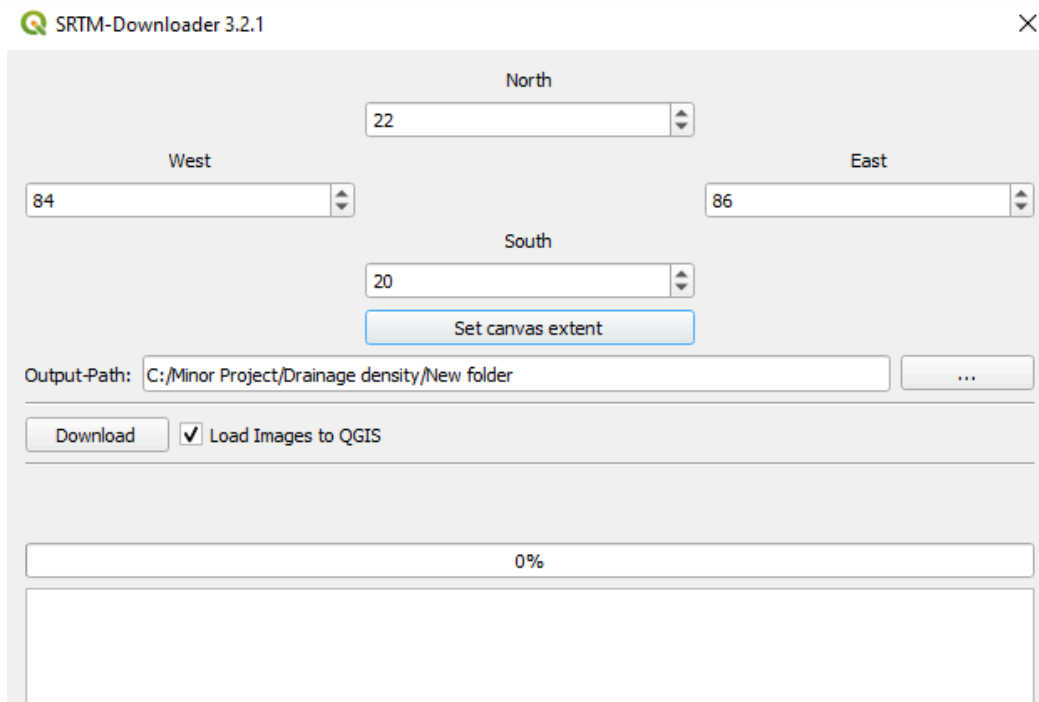 SRTM-Downloader 3.2.1
North
22
West
East
84
86
South
20
Set canvas extent
Output-Path: C:/Minor Project/Drainage density/New folder ...
Download Load Images to QGIS
0%